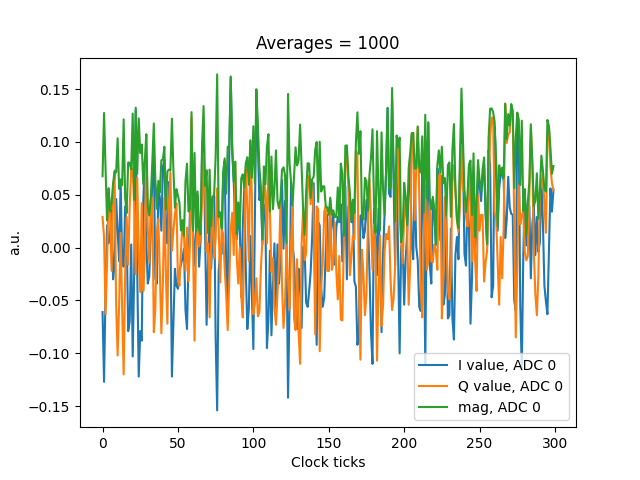 Averages = 1000
a.u.
0.15
0.10
0.05
0.00
−0.05
−0.10
−0.15
I value, ADC 0
Q value, ADC 0
mag, ADC 0
0 50 100 150 200 250 300
Clock ticks